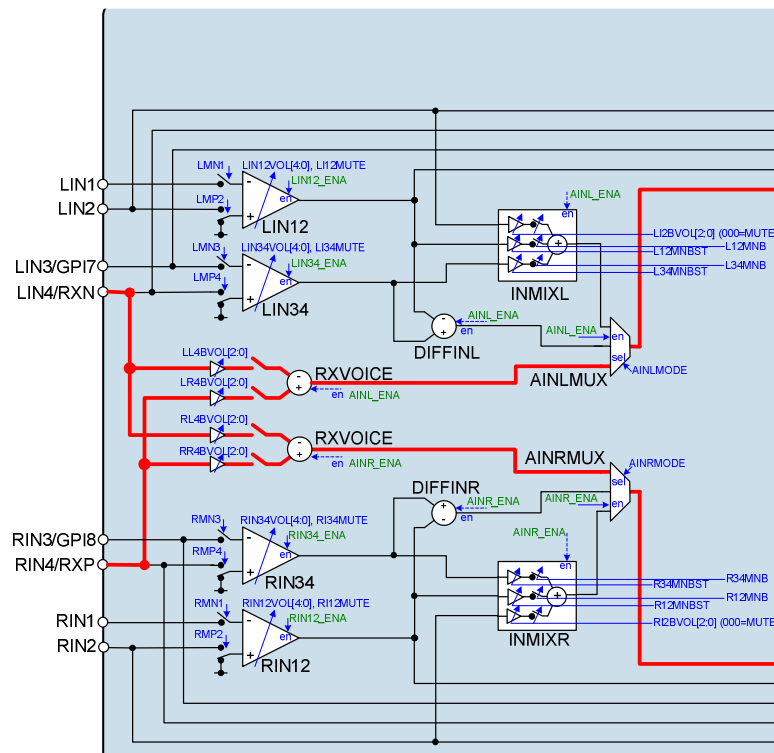 LMN1
LIN12VOL[4:0], LI12MUTE
LIN12_ENA
LIN1
-
en
AINL_ENA
LMP2
LIN2
+
LIN12
en
LI2BVOL[2:0] (000=MUTE
LMN3
LIN34VOL[4:0], LI34MUTE
+
L12MNB
L12MNBST
LIN3/GPI7
-
LIN34_ENA
en
L34MNB
L34MNBST
LMP4
LIN4/RXN
+
LIN34
INMIXL
-
+
AINL_ENA
en
AINL_ENA
en
DIFFINL
sel
LL4BVOL[2:0]
AINLMODE
RXVOICE
AINLMUX
LR4BVOL[2:0]
-
+
en
AINL_ENA
RL4BVOL[2:0]
RXVOICE
RR4BVOL[2:0]
-
+
AINRMUX
en
AINR_ENA
AINRMODE
sel
DIFFINR
AINR_ENA
AINR_ENA
en
+
-
en
RMN3
RIN34VOL[4:0], RI34MUTE
RIN34_ENA
AINR_ENA
RIN3/GPI8
-
en
en
RMP4
RIN4/RXP
+
RIN34
R34MNB
R34MNBST
RMN1
RIN12VOL[4:0], RI12MUTE
+
R12MNB
R12MNBST
RIN12_ENA
RIN1
-
en
RI2BVOL[2:0] (000=MUTE
RMP2
INMIXR
RIN2
+
RIN12